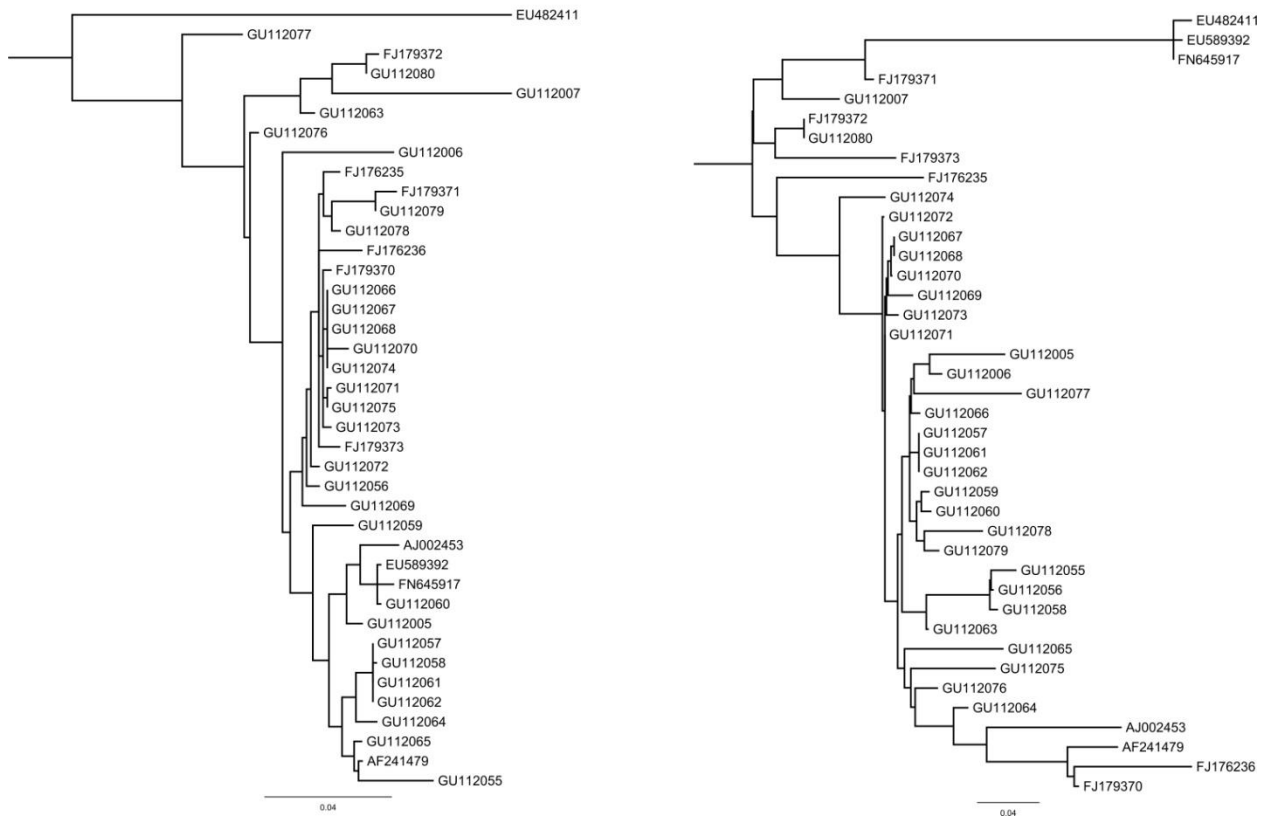 EU482411
GU112077
FJ179372
GU112080
GU112007
GU112063
GU112076
GU112006
FJ176235
FJ179371
GU112079
GU112078
FJ176236
FJ179370
GU112066
GU112067
GU112068
GU112070
GU112074
GU112071
GU112075
GU112073
FJ179373
GU112072
GU112056
GU112069
GU112059
AJ002453
EU589392
FN645917
GU112060
GU112005
GU112057
GU112058
GU112061
GU112062
GU112064
GU112065
AF241479
GU112055
0.04
EU482411
EU589392
FN645917
FJ179371
GU112007
FJ179372
GU112080
FJ179373
FJ176235
GU112074
GU112072
GU112067
GU112068
GU112070
GU112069
GU112073
GU112071
GU112005
GU112006
GU112077
GU112066
GU112057
GU112061
GU112062
GU112059
GU112060
GU112078
GU112079
GU112055
GU112056
GU112058
GU112063
GU112065
GU112075
GU112076
GU112064
AJ002453
AF241479
FJ176236
FJ179370
0.04